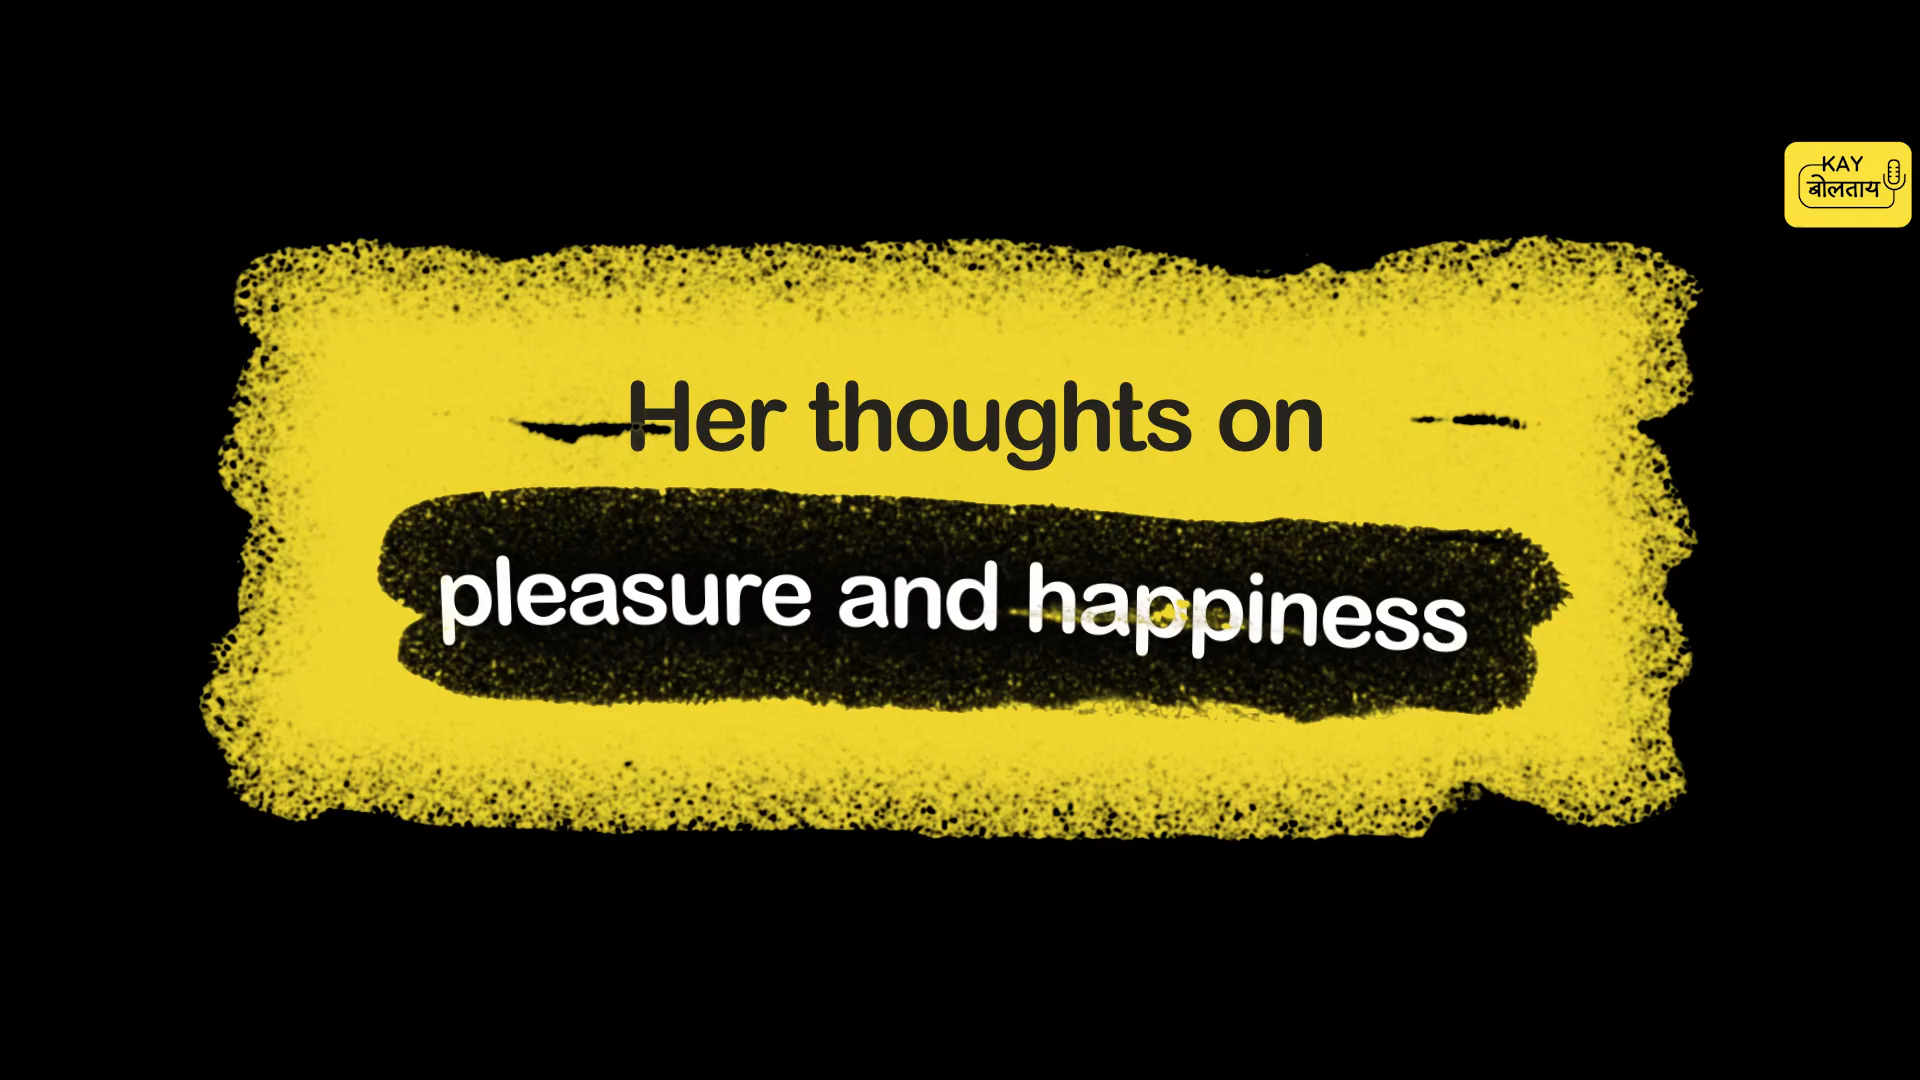 KAY
बोलताय
Her thoughts on
pleasure and happiness